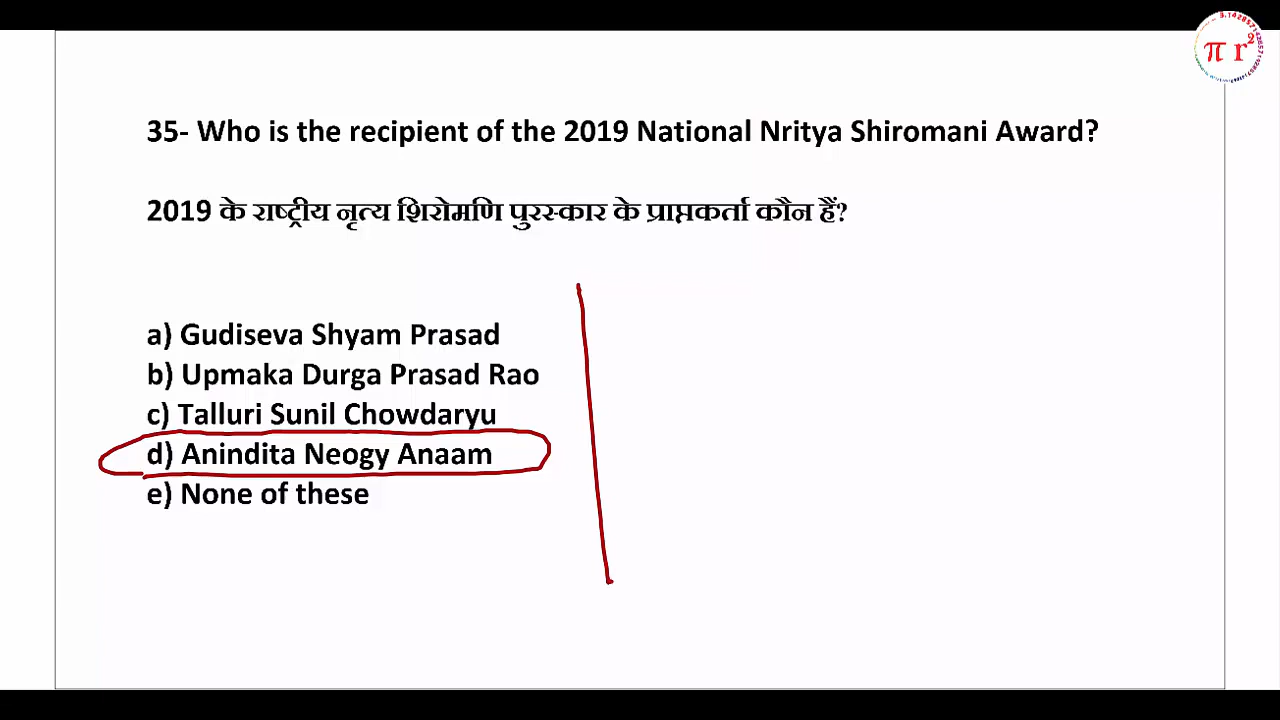 πr²
35- Who is the recipient of the 2019 National Nritya Shiromani Award?
2019 के राष्ट्रीय नृत्य शिरोमणि पुरस्कार के प्राप्तकर्ता कौन हैं?
a) Gudiseva Shyam Prasad
b) Upmaka Durga Prasad Rao
c) Talluri Sunil Chowdaryu
d) Anindita Neogy Anaam
e) None of these